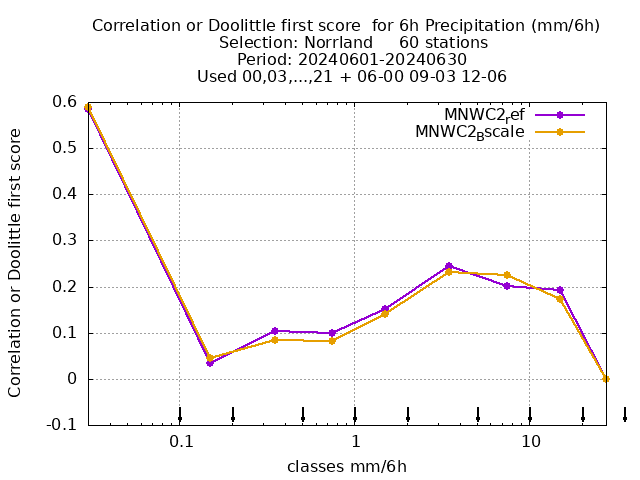 Correlation or Doolittle first score  for 6h Precipitation (mm/6h)
Selection: Norrland     60 stations
Period: 20240601-20240630
Used 00,03,...,21 + 06-00 09-03 12-06
MNWC2ref
MNWC2Bscale
0.6
0.5
0.4
0.3
0.2
0.1
0
-0.1
Correlation or Doolittle first score
0.1 1 10
classes mm/6h